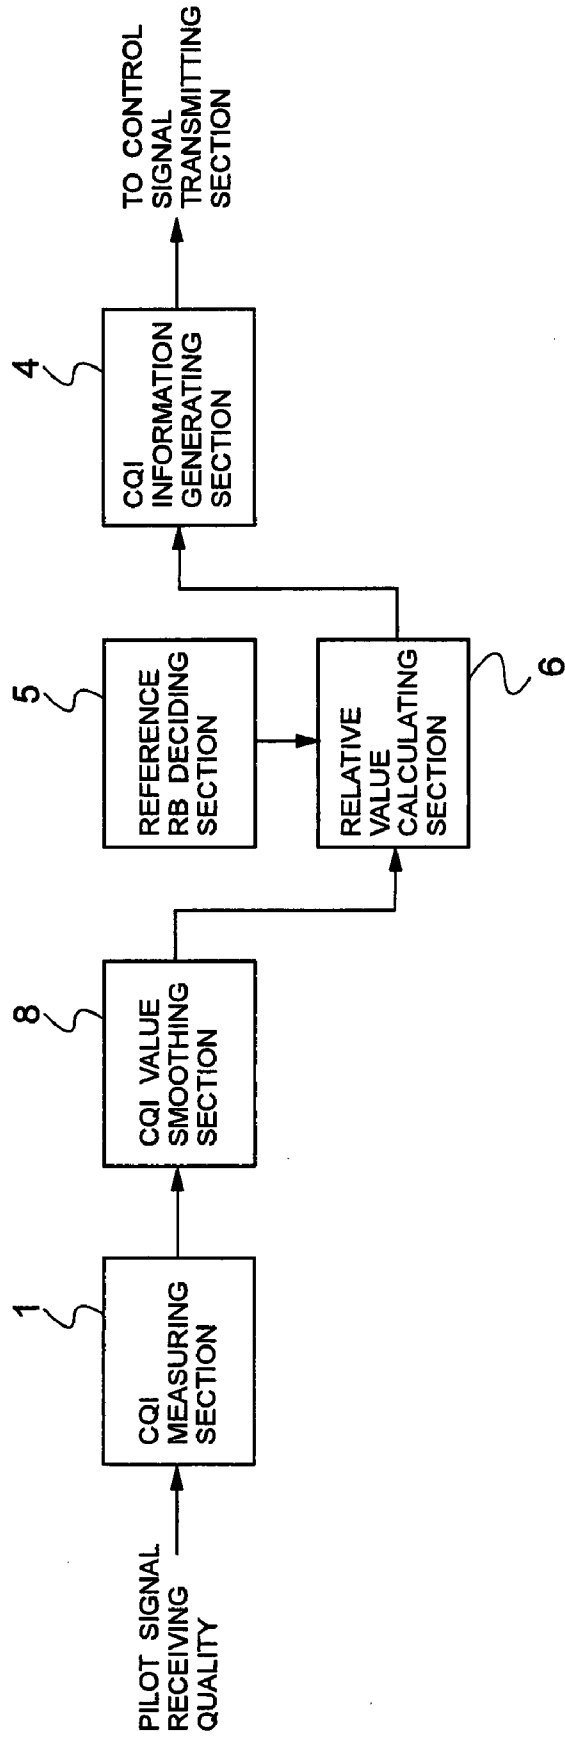 PILOT SIGNAL
RECEIVING
QUALITY
1
CQI
MEASURING
SECTION
8
CQI VALUE
SMOOTHING
SECTION
5
REFERENCE
RB DECIDING
SECTION
RELATIVE
VALUE
CALCULATING
SECTION
6
4
CQI
INFORMATION
GENERATING
SECTION
TO CONTROL
SIGNAL
TRANSMITTING
SECTION